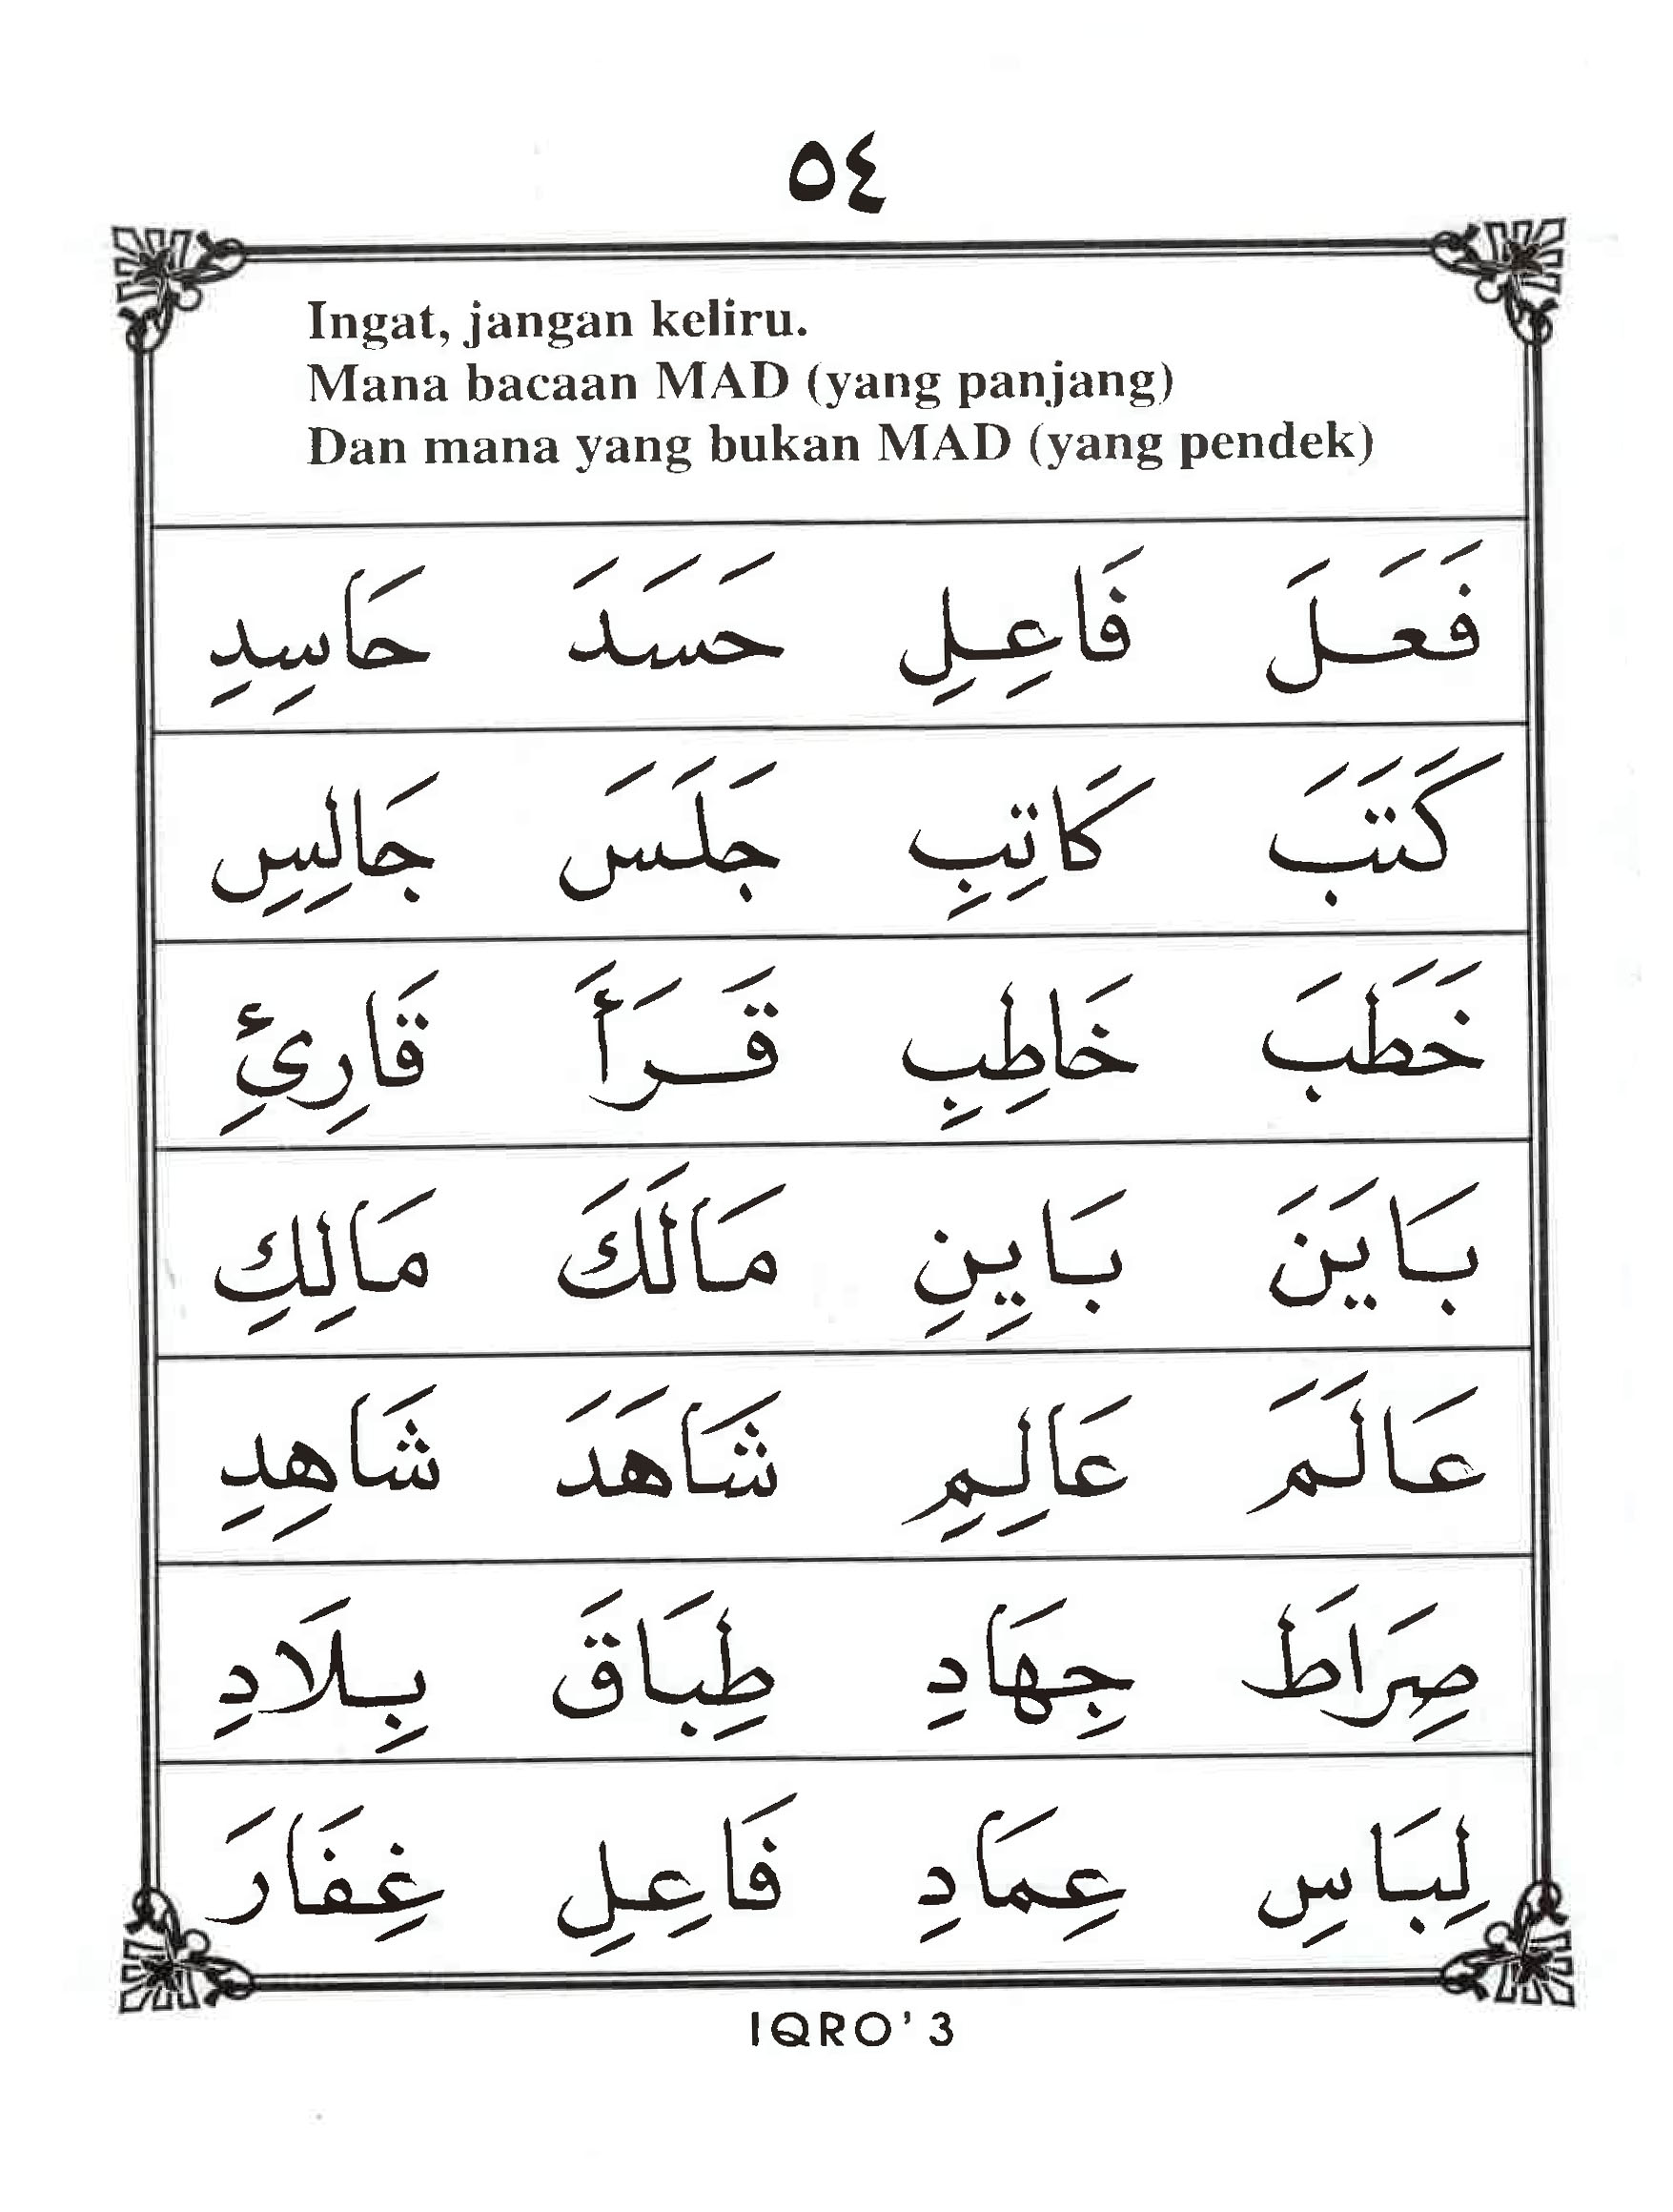 ٥٤
Ingat, jangan keliru.
Mana bacaan MAD (yang panjang)
Dan mana yang bukan MAD (yang pendek)
فَعَلَ فَاعِلِ حَسَدَ حَاسِدِ
كَتَبَ كَاتِبِ جَلَسَ جَالِسِ
خَطَبَ خَاطِبِ قَرَأَ قَارِئِ
بَايَنَ بَايِنِ مَالَكَ مَالِكِ
عَالَمَ عَالِمِ شَاهَدَ شَاهِدِ
صِرَاطَ جِهَادِ طِبَاقَ بِلَادِ
لِبَاسِ عِمَادِ فَاعِلِ غِفَارَ
IQRO' 3